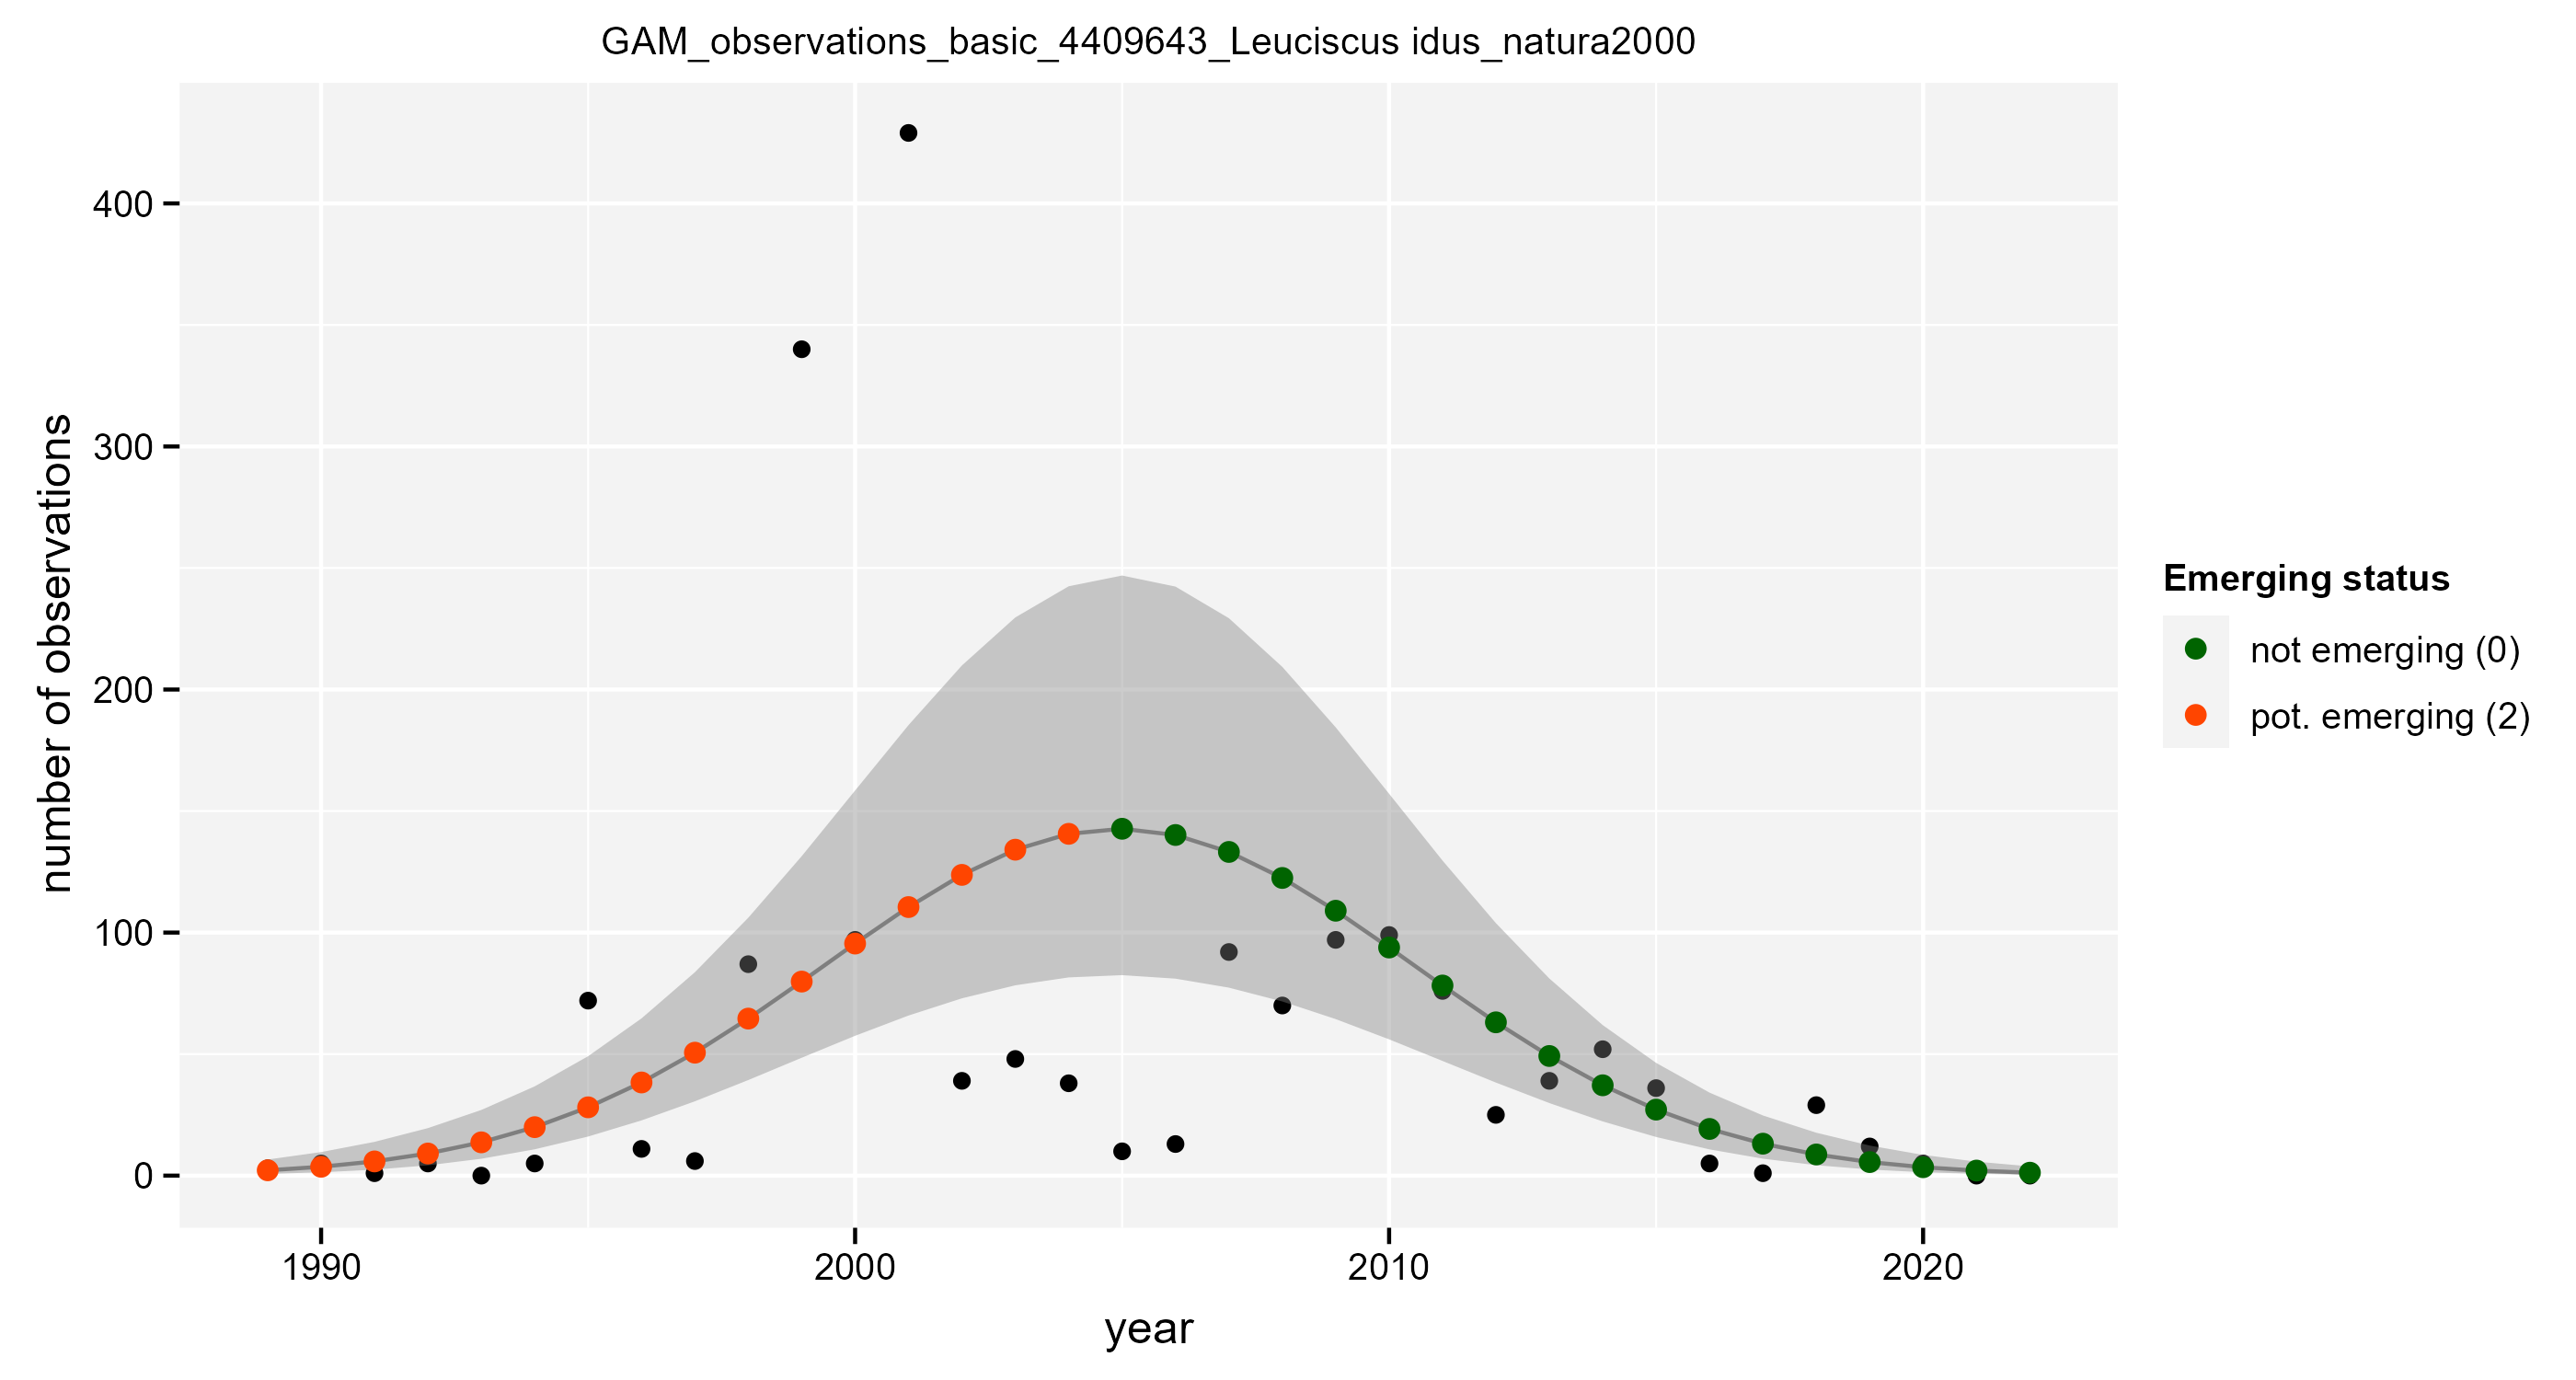 GAM_observations_basic_4409643_Leuciscus idus_natura2000
number of observations
400
300
200
100
0
1990
2000
2010
2020
year
Emerging status
not emerging (0)
pot. emerging (2)